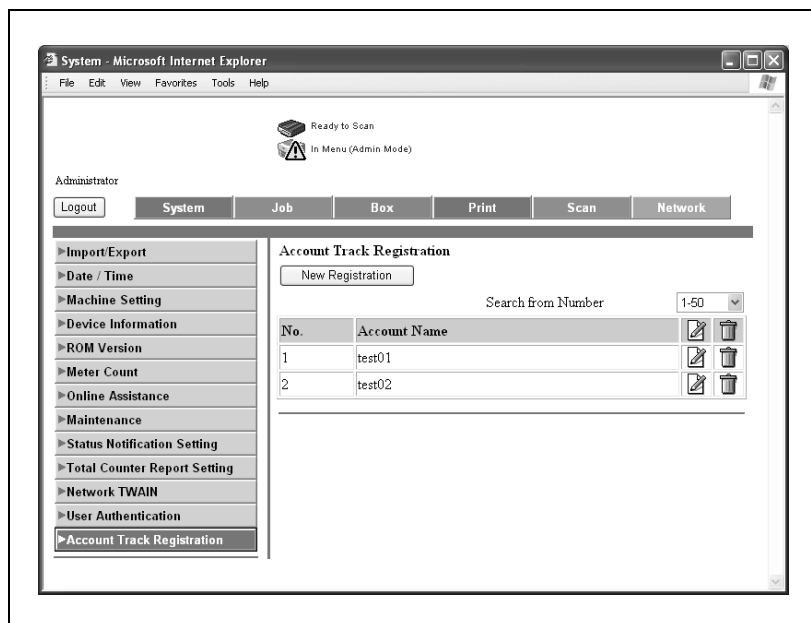 System - Microsoft Internet Explorer
File Edit View Favorites Tools Help
Ready to Scan
In Menu (Admin Mode)
Administrator
Logout System Job Box Print Scan Network
Import/Export
Date / Time
Machine Setting
Device Information
ROM Version
Meter Count
Online Assistance
Maintenance
Status Notification Setting
Total Counter Report Setting
Network TWAIN
User Authentication
Account Track Registration
Account Track Registration
New Registration
Search from Number 1-50
No. Account Name
1 test01
2 test02